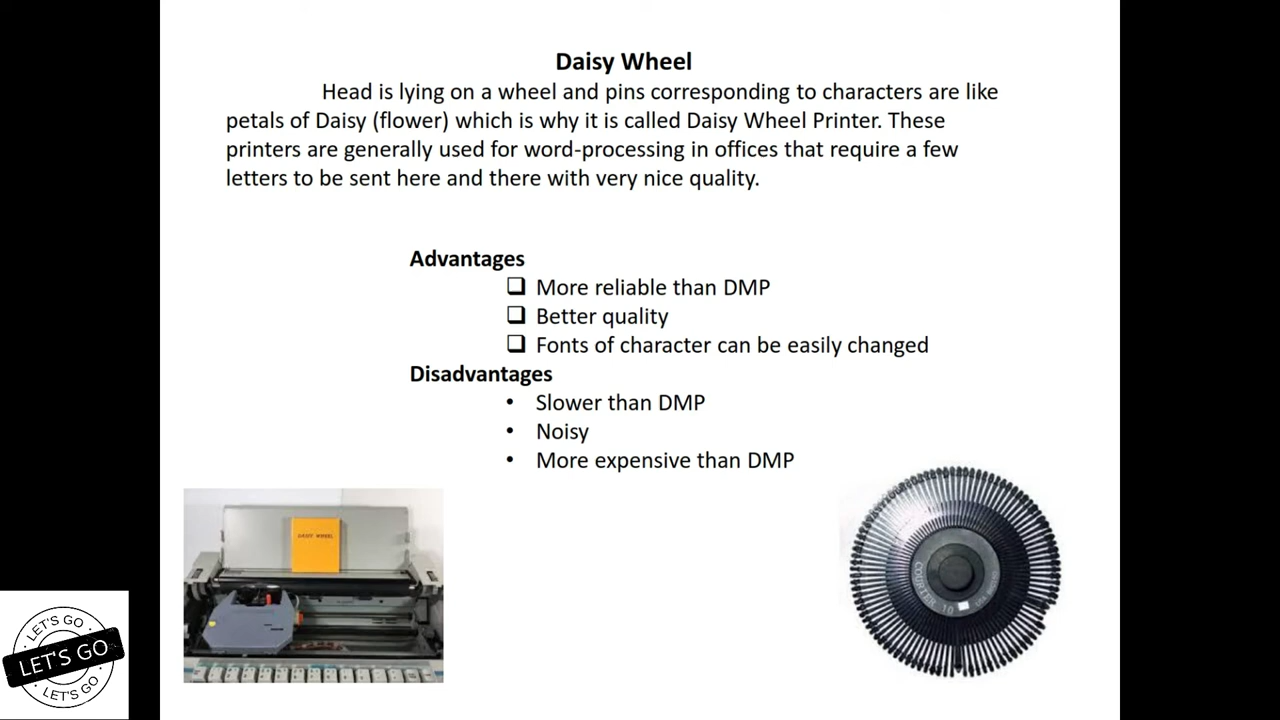 Daisy Wheel
Head is lying on a wheel and pins corresponding to characters are like
petals of Daisy (flower) which is why it is called Daisy Wheel Printer. These
printers are generally used for word-processing in offices that require a few
letters to be sent here and there with very nice quality.
Advantages
More reliable than DMP
Better quality
Fonts of character can be easily changed
Disadvantages
• Slower than DMP
• Noisy
• More expensive than DMP
DAISY WHEEL
COURIER 10
LET'S GO
LET'S GO
LET'S GO